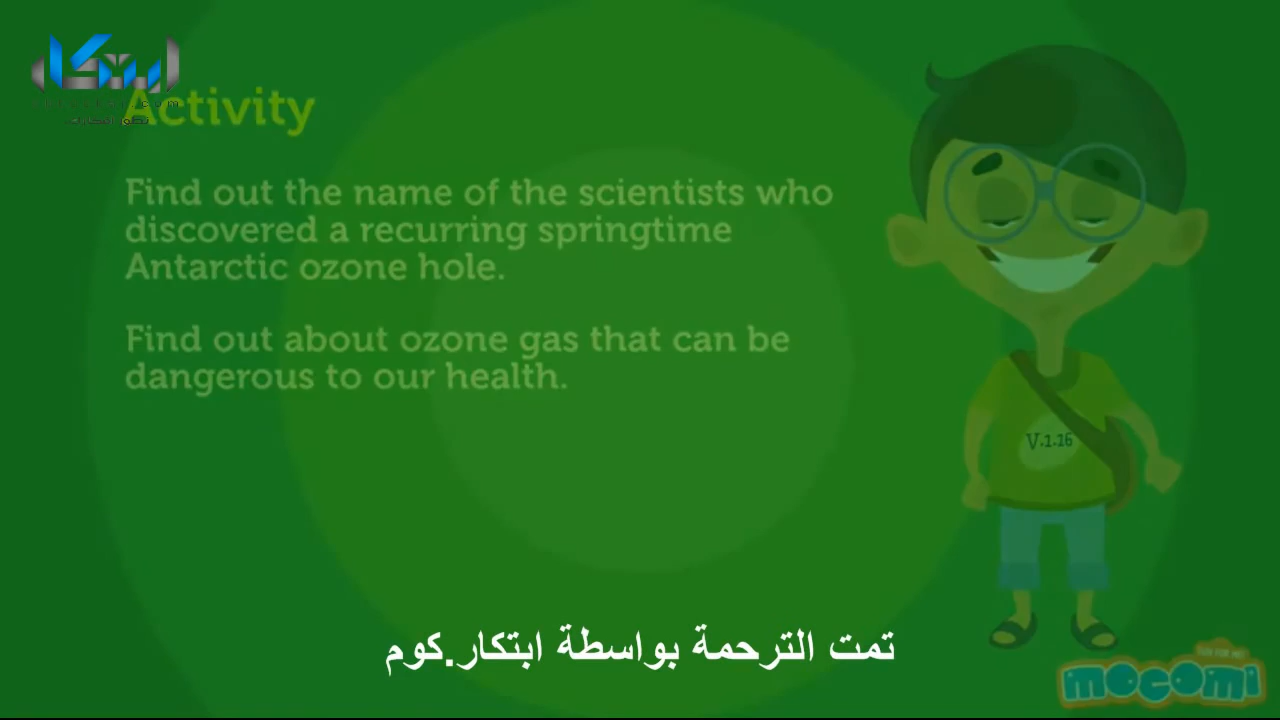 Activity
Find out the name of the scientists who
discovered a recurring springtime
Antarctic ozone hole.
Find out about ozone gas that can be
dangerous to our health.
V.1.16
تمت الترحمة بواسطة ابتكار.كوم
mocomi